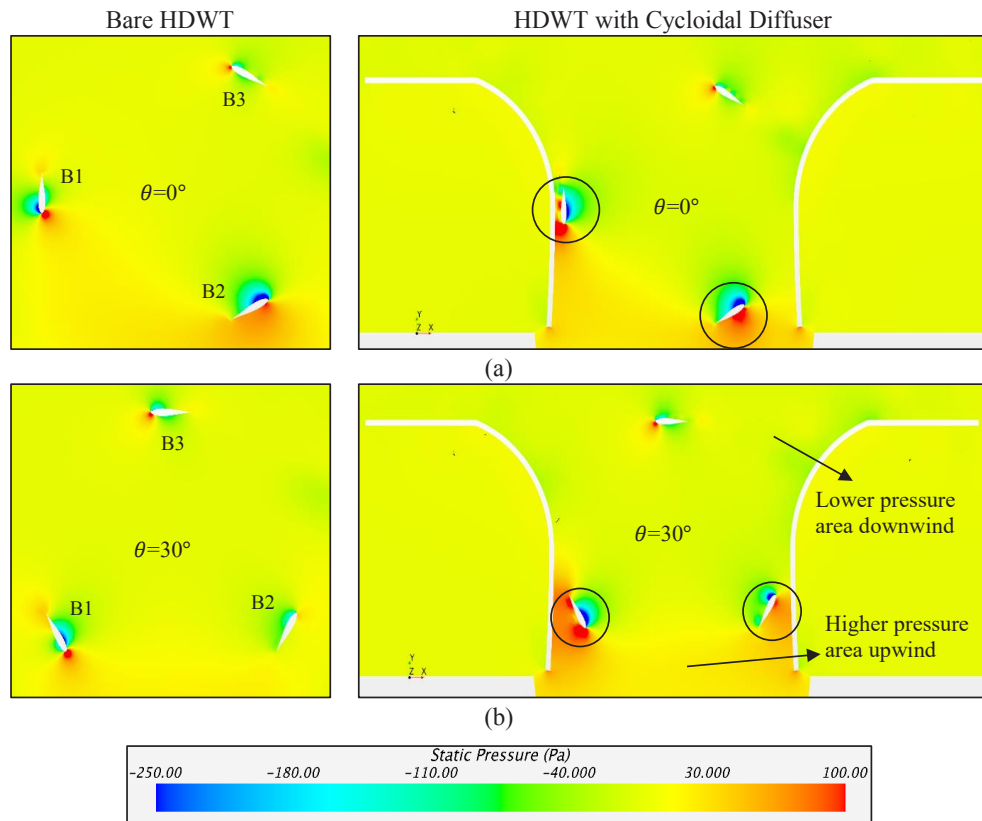 Bare HDWT
HDWT with Cycloidal Diffuser
B3
B1
θ=0°
B2
θ=0°
Y
Z X
(a)
B3
θ=30°
B1
B2
θ=30°
Lower pressure
area downwind
Higher pressure
area upwind
Y
Z X
(b)
Static Pressure (Pa)
-250.00 -180.00 -110.00 -40.000 30.000 100.00